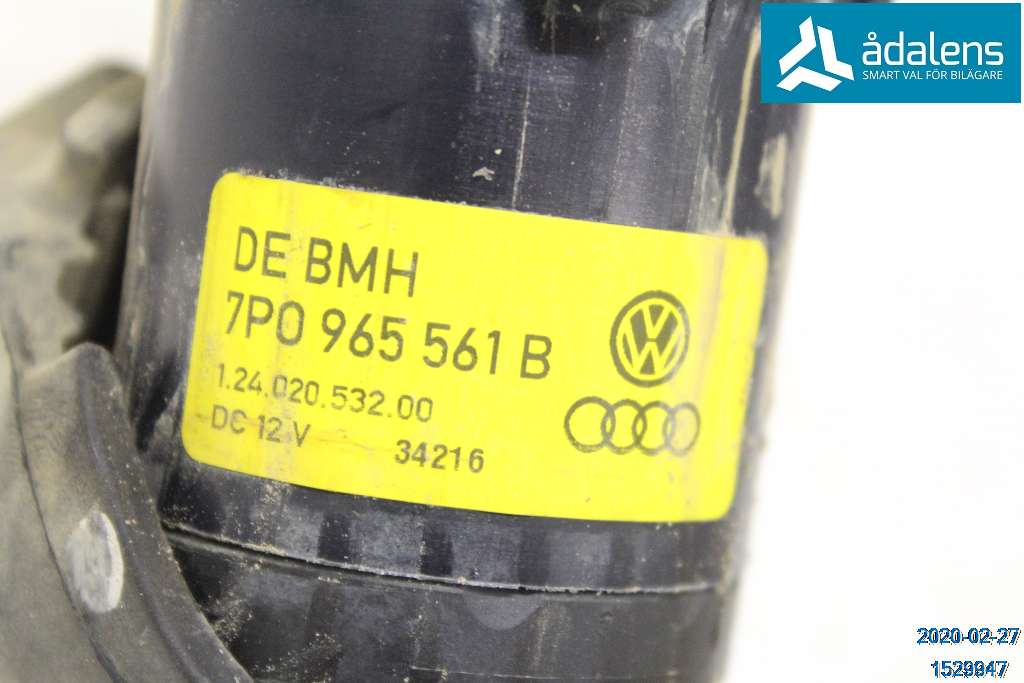 ådalens
SMART VAL FÖR BILÄGARE
DE BMH
7P0 965 561 B
1.24.020.532.00
DC 12 V 34216
2020-02-27
1529947